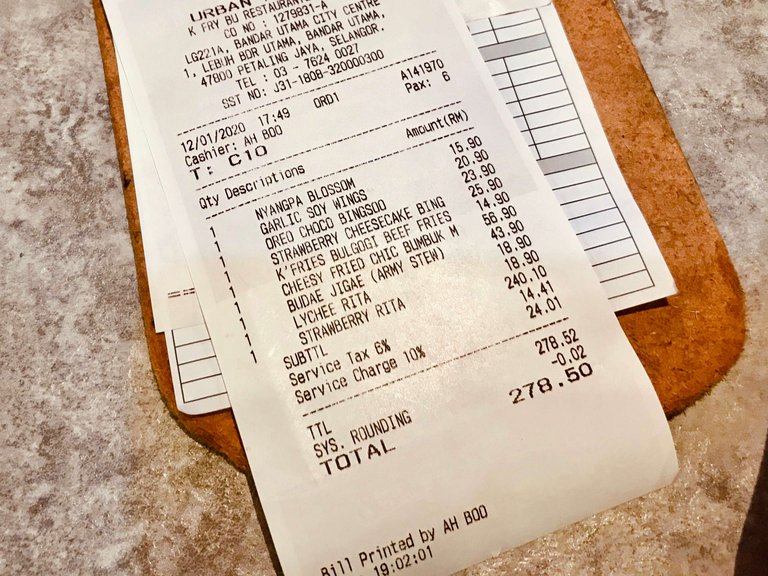 URBAN
K FRY BU RESTAURANT
CO NO : 1279831-A
LG221A, BANDAR UTAMA CITY CENTRE
1, LEBUH BDR UTAMA, BANDAR UTAMA,
47800 PETALING JAYA, SELANGOR.
TEL : 03 - 7624 0027
SST NO: J31-1808-320000300
ORD1 A141970
12/01/2020 17:49 Pax: 6
Cashier: AH BOO
T: C10
Qty Descriptions Amount(RM)
1 NYANGPA BLOSSOM 15.90
1 GARLIC SOY WINGS 20.90
1 OREO CHOCO BINGSOO 23.90
1 STRAWBERRY CHEESECAKE BING 25.90
1 K'FRIES BULGOGI BEEF FRIES 14.90
1 CHEESY FRIED CHIC BUMBUK M 56.90
1 BUDAE JIGAE (ARMY STEW) 43.90
1 LYCHEE RITA 18.90
1 STRAWBERRY RITA 18.90
SUBTTL 240.10
Service Tax 6% 14.41
Service Charge 10% 24.01
TTL 278.52
SYS. ROUNDING -0.02
TOTAL 278.50
Bill Printed by AH BOO
19:02:01